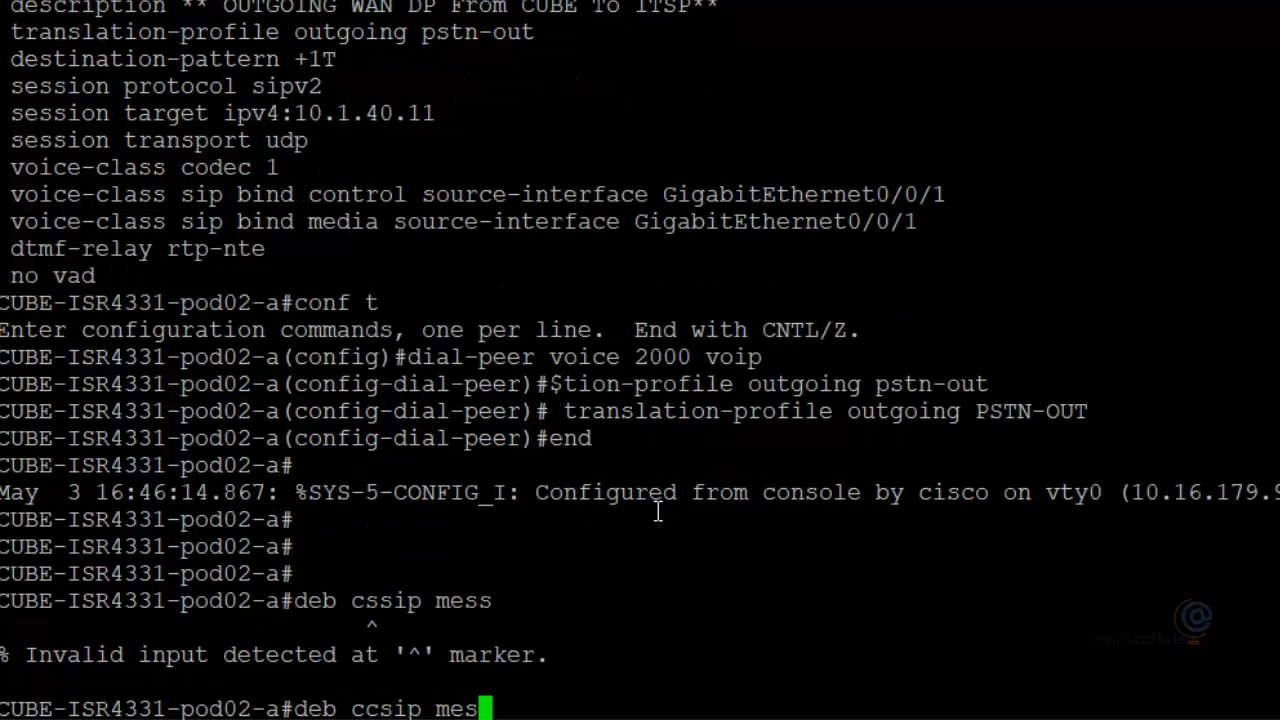 description ** OUTGOING WAN DP From CUBE To ITSP**
translation-profile outgoing pstn-out
destination-pattern +1T
session protocol sipv2
session target ipv4:10.1.40.11
session transport udp
voice-class codec 1
voice-class sip bind control source-interface GigabitEthernet0/0/1
voice-class sip bind media source-interface GigabitEthernet0/0/1
dtmf-relay rtp-nte
no vad
CUBE-ISR4331-pod02-a#conf t
Enter configuration commands, one per line.  End with CNTL/Z.
CUBE-ISR4331-pod02-a(config)#dial-peer voice 2000 voip
CUBE-ISR4331-pod02-a(config-dial-peer)#$tion-profile outgoing pstn-out
CUBE-ISR4331-pod02-a(config-dial-peer)# translation-profile outgoing PSTN-OUT
CUBE-ISR4331-pod02-a(config-dial-peer)#end
CUBE-ISR4331-pod02-a#
May  3 16:46:14.867: %SYS-5-CONFIG_I: Configured from console by cisco on vty0 (10.16.179.9
CUBE-ISR4331-pod02-a#
CUBE-ISR4331-pod02-a#
CUBE-ISR4331-pod02-a#
CUBE-ISR4331-pod02-a#deb cssip mess
^
% Invalid input detected at '^' marker.
CUBE-ISR4331-pod02-a#deb ccsip mes